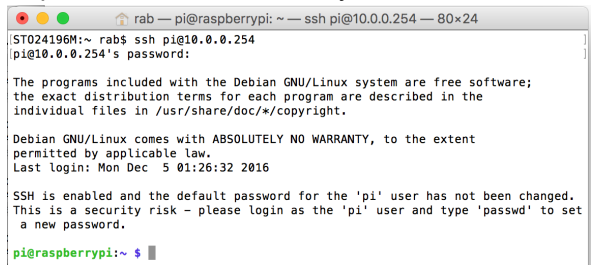 rab — pi@raspberrypi: ~ — ssh pi@10.0.0.254 — 80×24
STO24196M:~ rab$ ssh pi@10.0.0.254
pi@10.0.0.254's password:
The programs included with the Debian GNU/Linux system are free software;
the exact distribution terms for each program are described in the
individual files in /usr/share/doc/*/copyright.
Debian GNU/Linux comes with ABSOLUTELY NO WARRANTY, to the extent
permitted by applicable law.
Last login: Mon Dec  5 01:26:32 2016
SSH is enabled and the default password for the 'pi' user has not been changed.
This is a security risk – please login as the 'pi' user and type 'passwd' to set
 a new password.
pi@raspberrypi:~ $